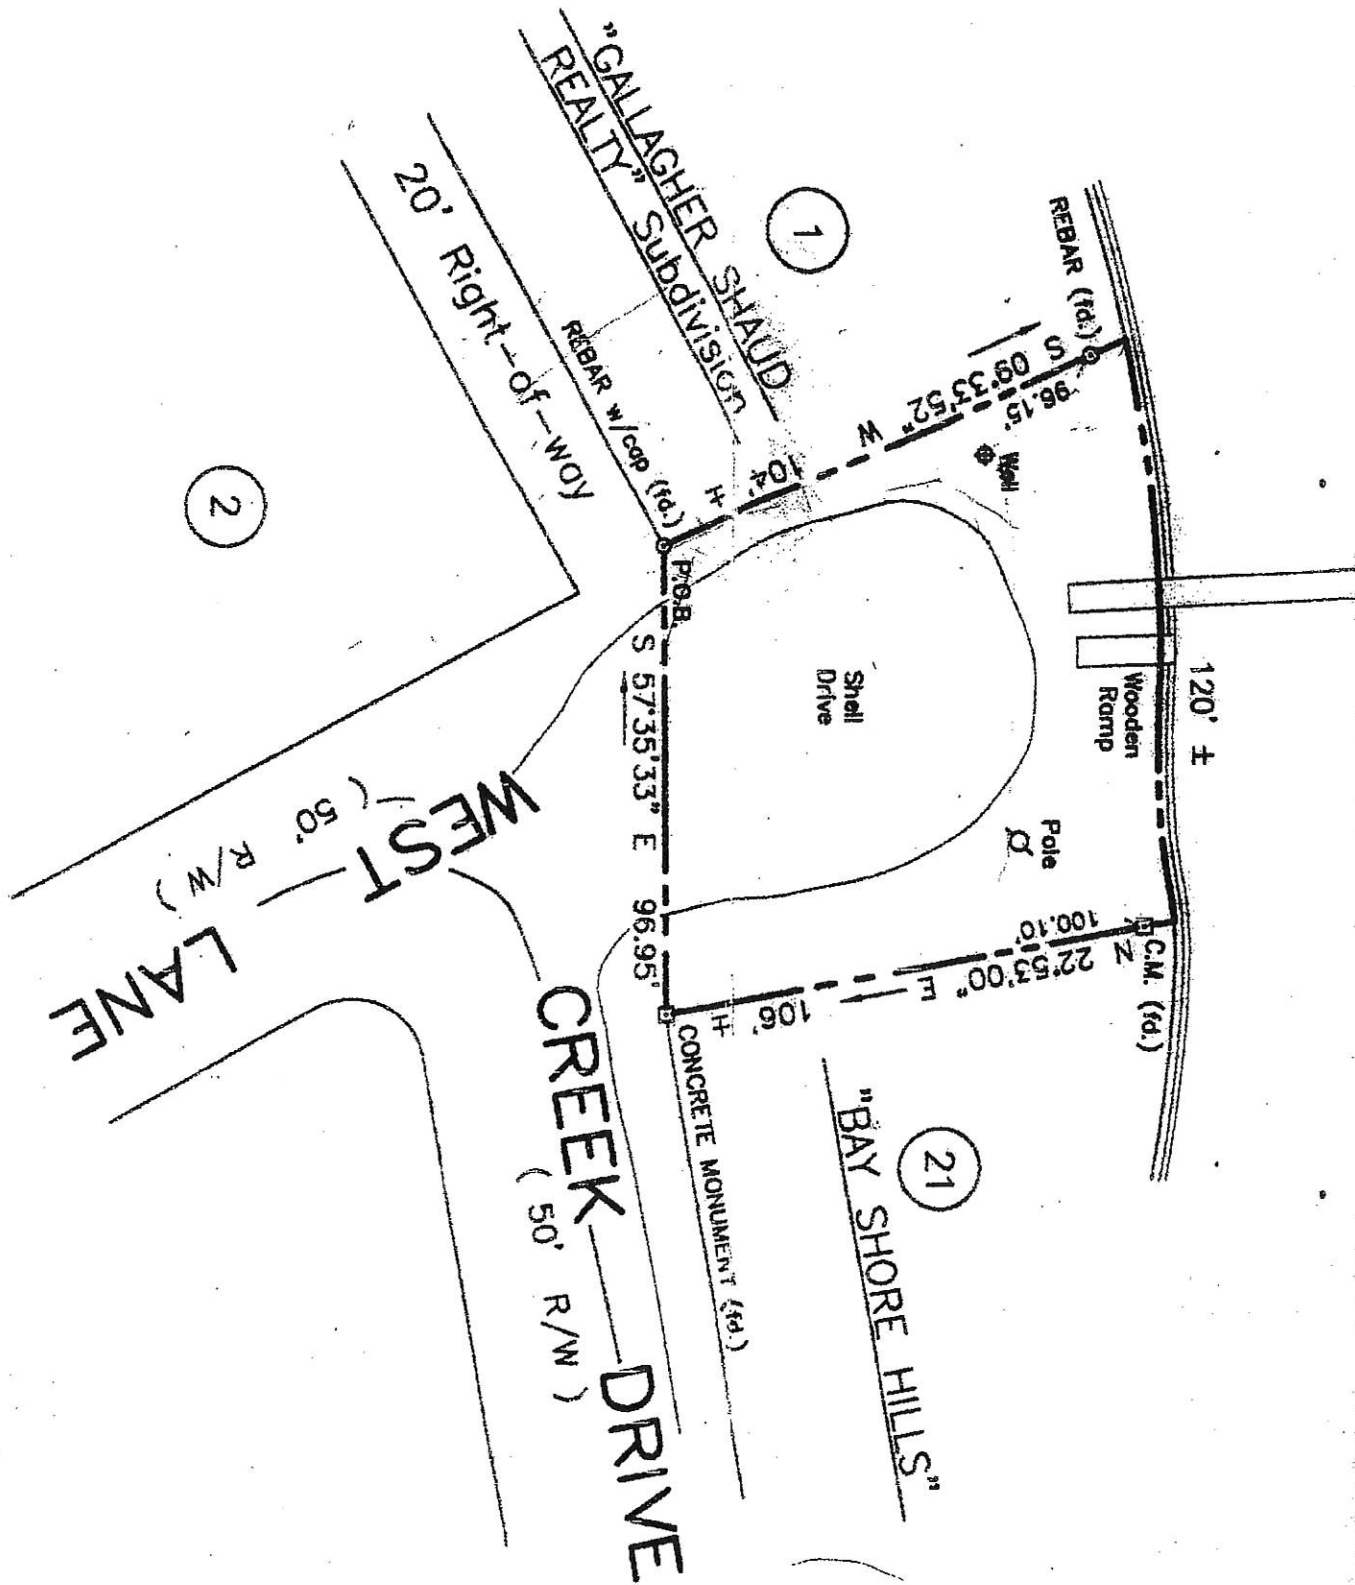 "GALLAGHER SHAUD
REALTY" Subdivision
1
REBAR (fd.)
S 09°33'52" W 104'±
96.15'
Well
20' Right-of-way
REBAR w/cap (fd.)
2
P.O.B.
S 57°35'33" E 96.95'
Shell
Drive
Wooden
Ramp
120' ±
Pole
C.M. (fd.)
N 22°53'00" E 106'±
100.10'
CONCRETE MONUMENT (fd.)
21
"BAY SHORE HILLS"
WEST LANE
( 50' R/W )
CREEK DRIVE
( 50' R/W )